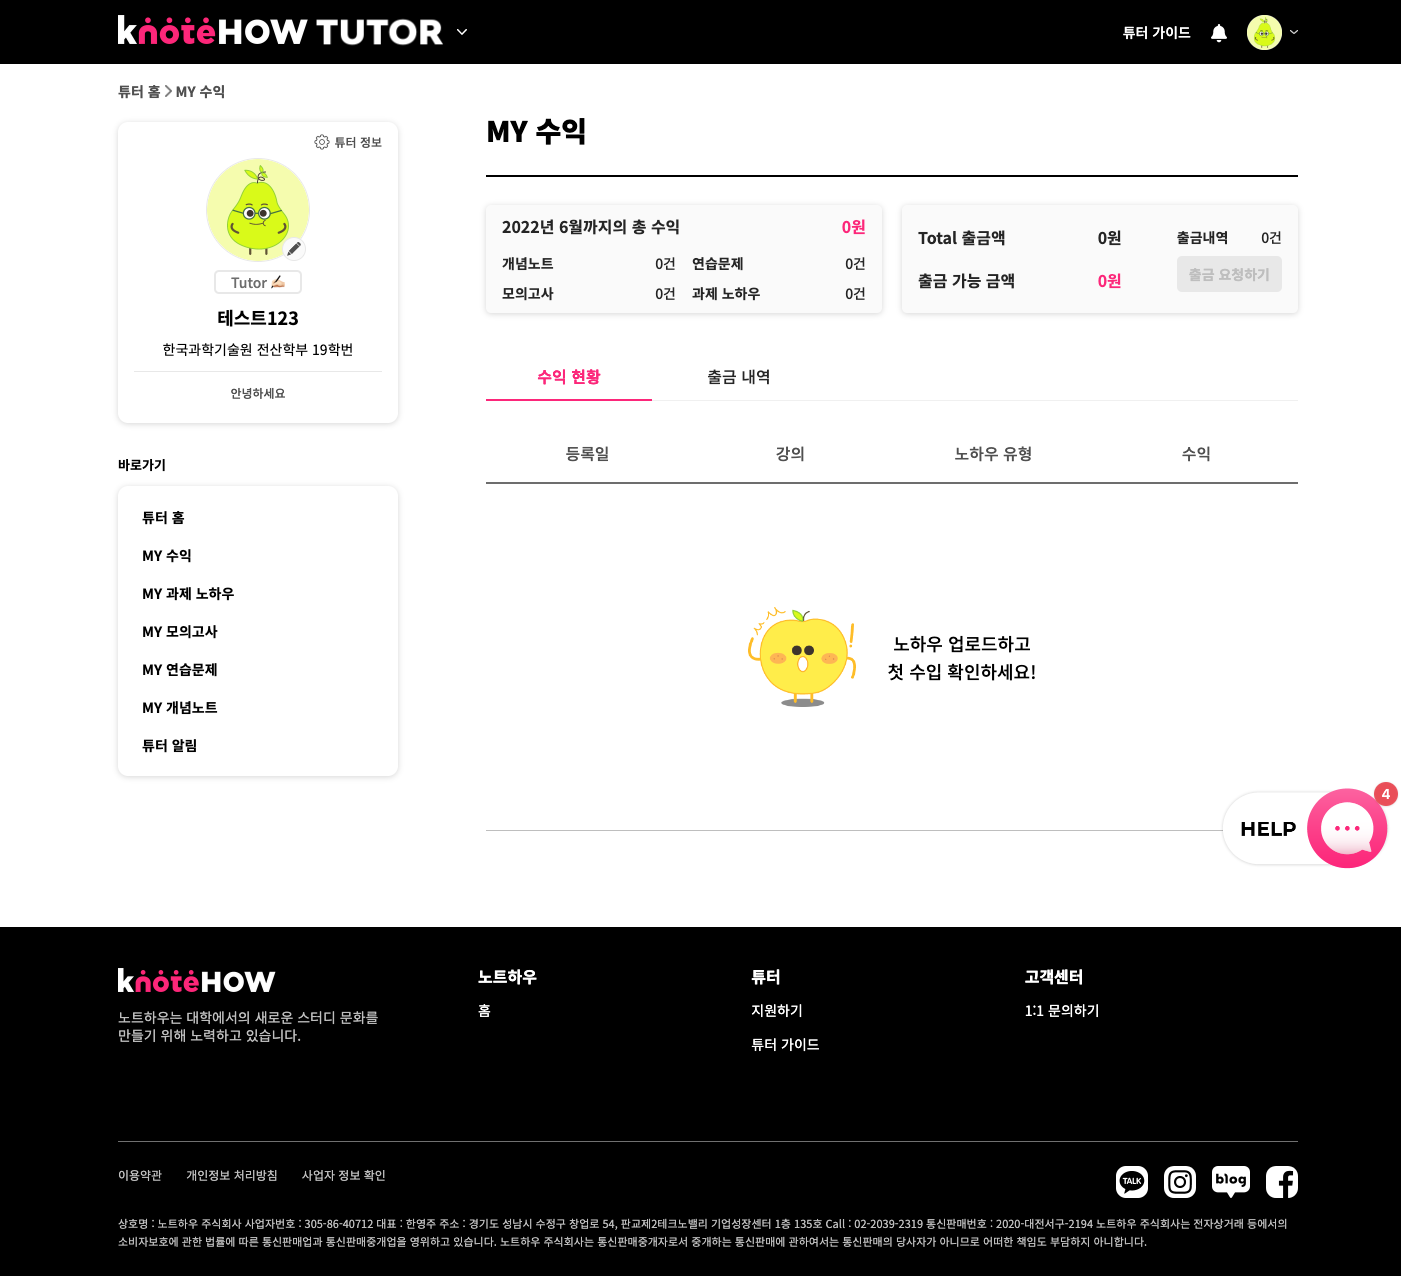 knoteHOW TUTOR
튜터 가이드
튜터 홈 > MY 수익
튜터 정보
Tutor ✍🏻
테스트123
한국과학기술원 전산학부 19학번
안녕하세요
바로가기
튜터 홈
MY 수익
MY 과제 노하우
MY 모의고사
MY 연습문제
MY 개념노트
튜터 알림
MY 수익
2022년 6월까지의 총 수익 0원
개념노트 0건 연습문제 0건
모의고사 0건 과제 노하우 0건
Total 출금액 0원
출금 가능 금액 0원
출금내역 0건
출금 요청하기
수익 현황 출금 내역
등록일 강의 노하우 유형 수익
노하우 업로드하고
첫 수입 확인하세요!
HELP
4
knoteHOW
노트하우는 대학에서의 새로운 스터디 문화를
만들기 위해 노력하고 있습니다.
노트하우
홈
튜터
지원하기
튜터 가이드
고객센터
1:1 문의하기
이용약관 개인정보 처리방침 사업자 정보 확인
TALK
blog
상호명 : 노트하우 주식회사 사업자번호 : 305-86-40712 대표 : 한영주 주소 : 경기도 성남시 수정구 창업로 54, 판교제2테크노밸리 기업성장센터 1층 135호 Call : 02-2039-2319 통신판매번호 : 2020-대전서구-2194 노트하우 주식회사는 전자상거래 등에서의
소비자보호에 관한 법률에 따른 통신판매업과 통신판매중개업을 영위하고 있습니다. 노트하우 주식회사는 통신판매중개자로서 중개하는 통신판매에 관하여서는 통신판매의 당사자가 아니므로 어떠한 책임도 부담하지 아니합니다.